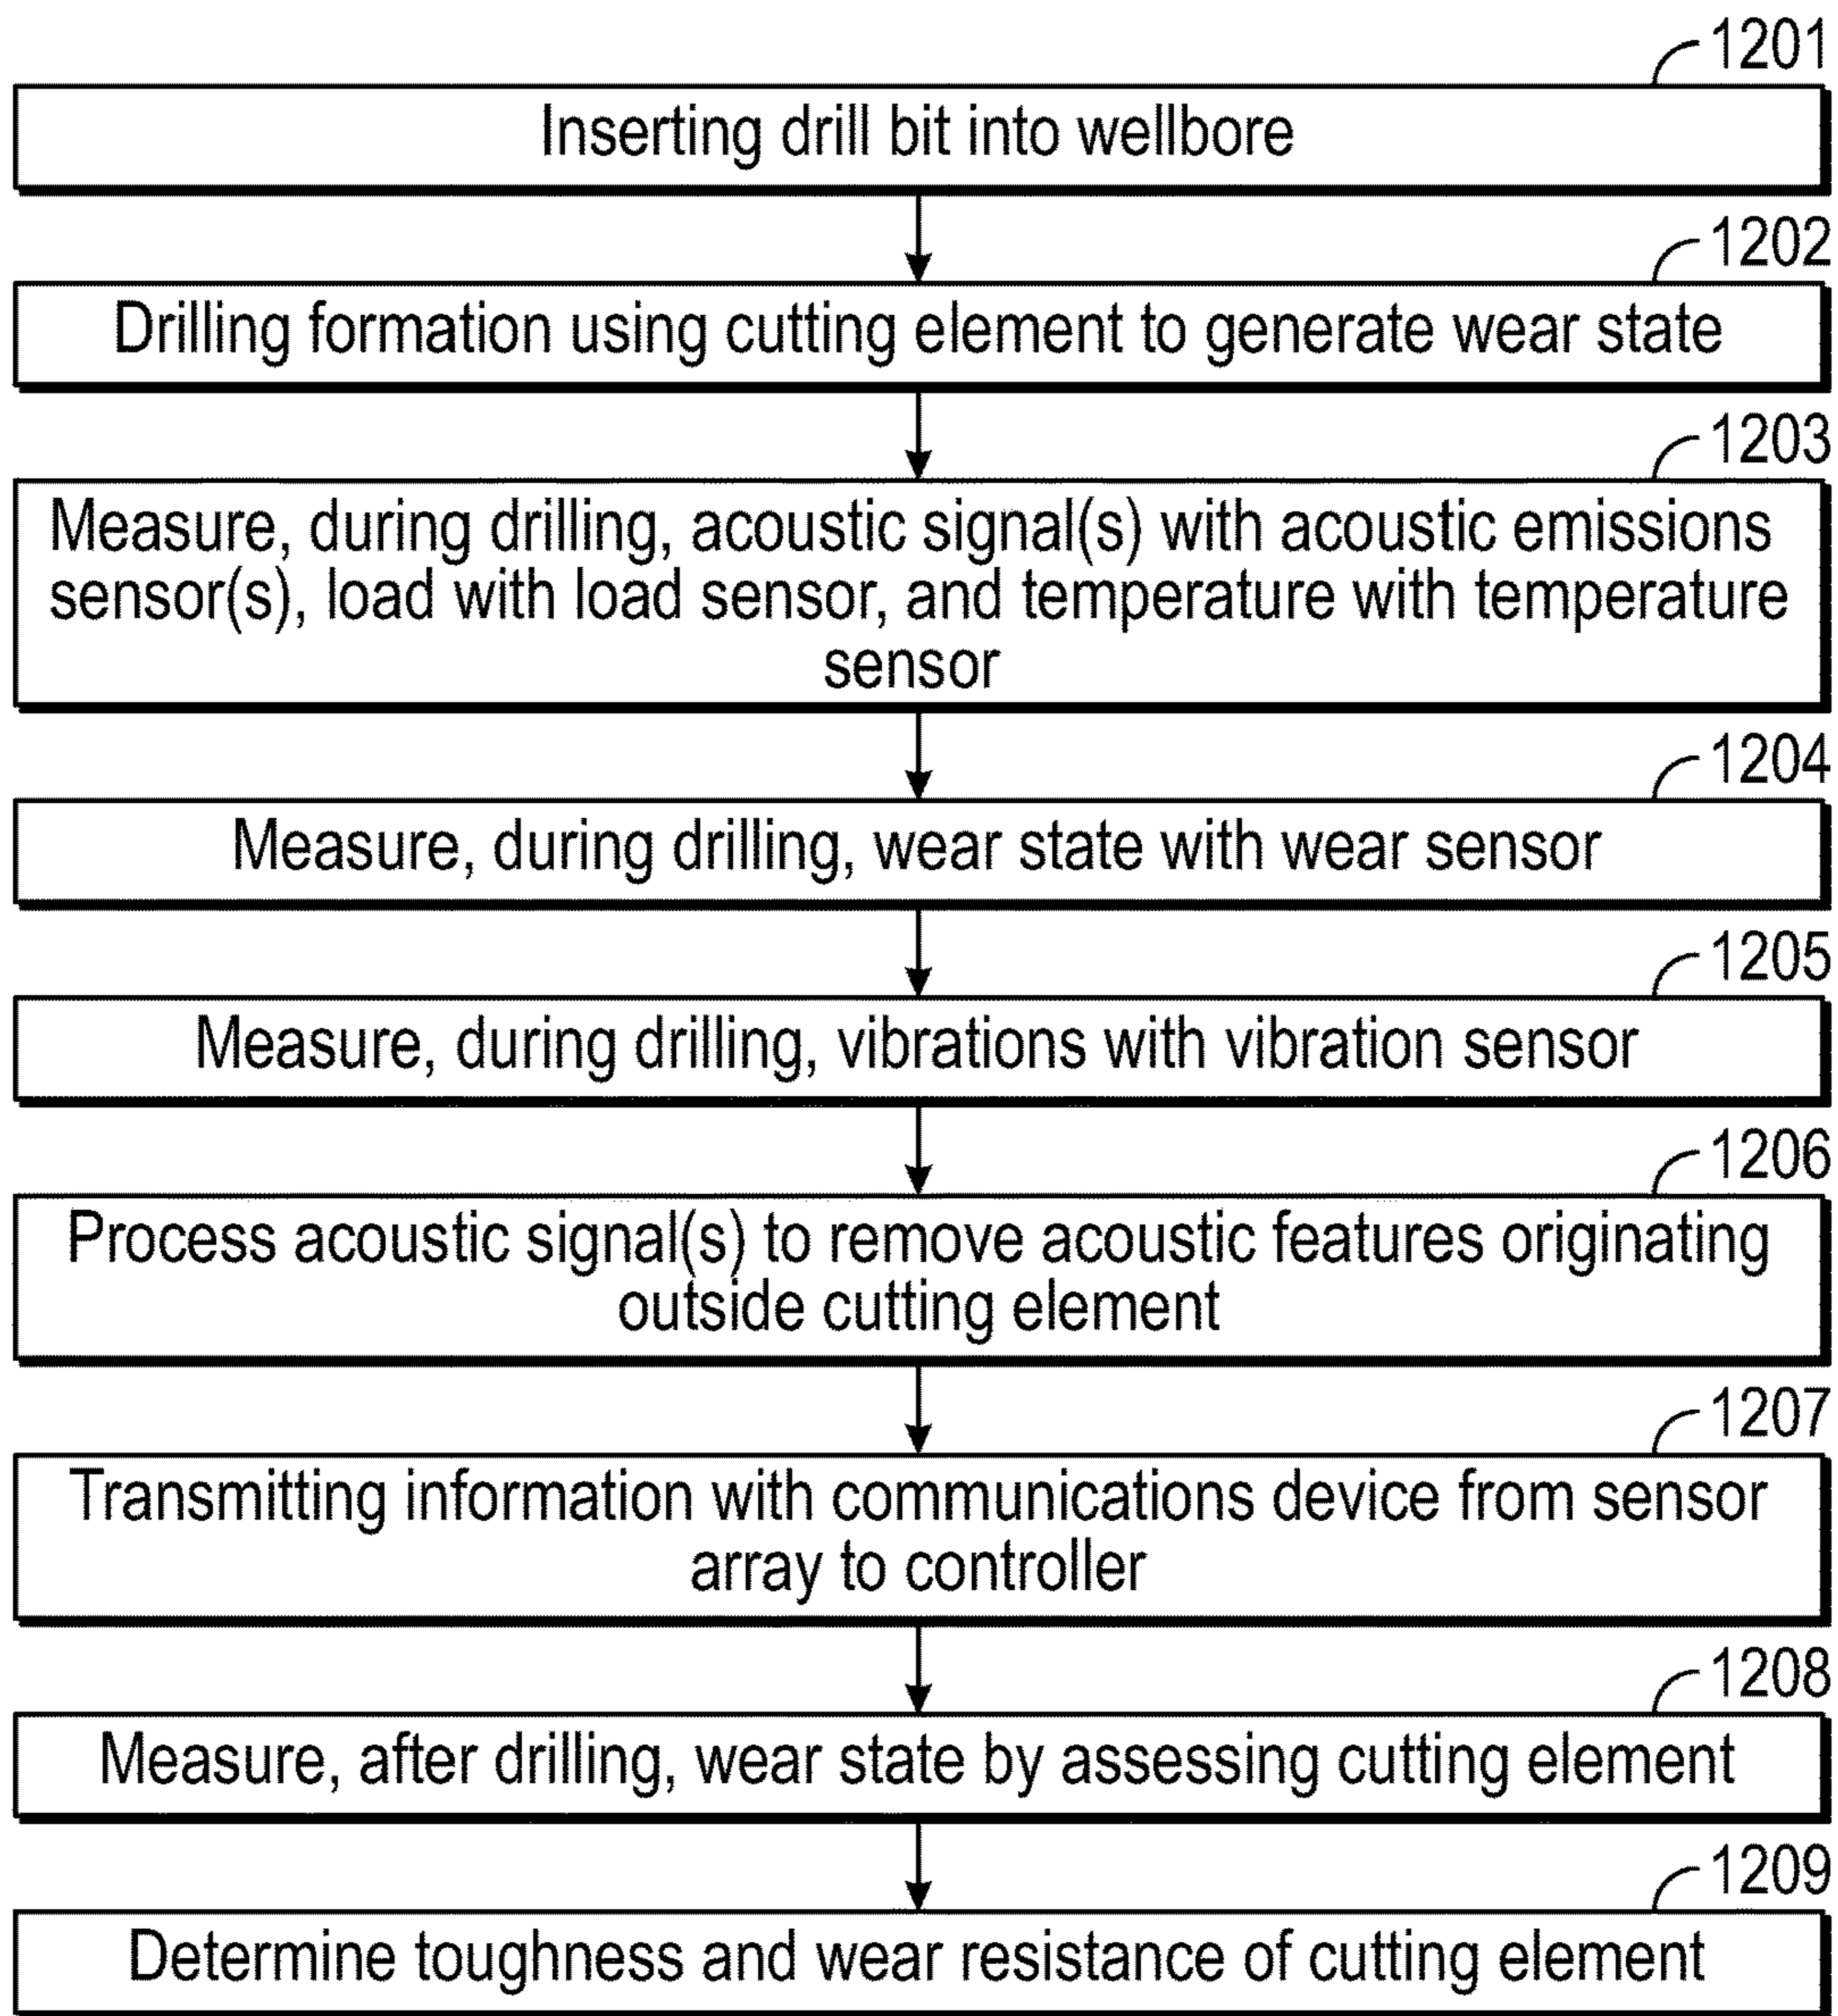 1201
Inserting drill bit into wellbore
1202
Drilling formation using cutting element to generate wear state
1203
Measure, during drilling, acoustic signal(s) with acoustic emissions
sensor(s), load with load sensor, and temperature with temperature
sensor
1204
Measure, during drilling, wear state with wear sensor
1205
Measure, during drilling, vibrations with vibration sensor
1206
Process acoustic signal(s) to remove acoustic features originating
outside cutting element
1207
Transmitting information with communications device from sensor
array to controller
1208
Measure, after drilling, wear state by assessing cutting element
1209
Determine toughness and wear resistance of cutting element